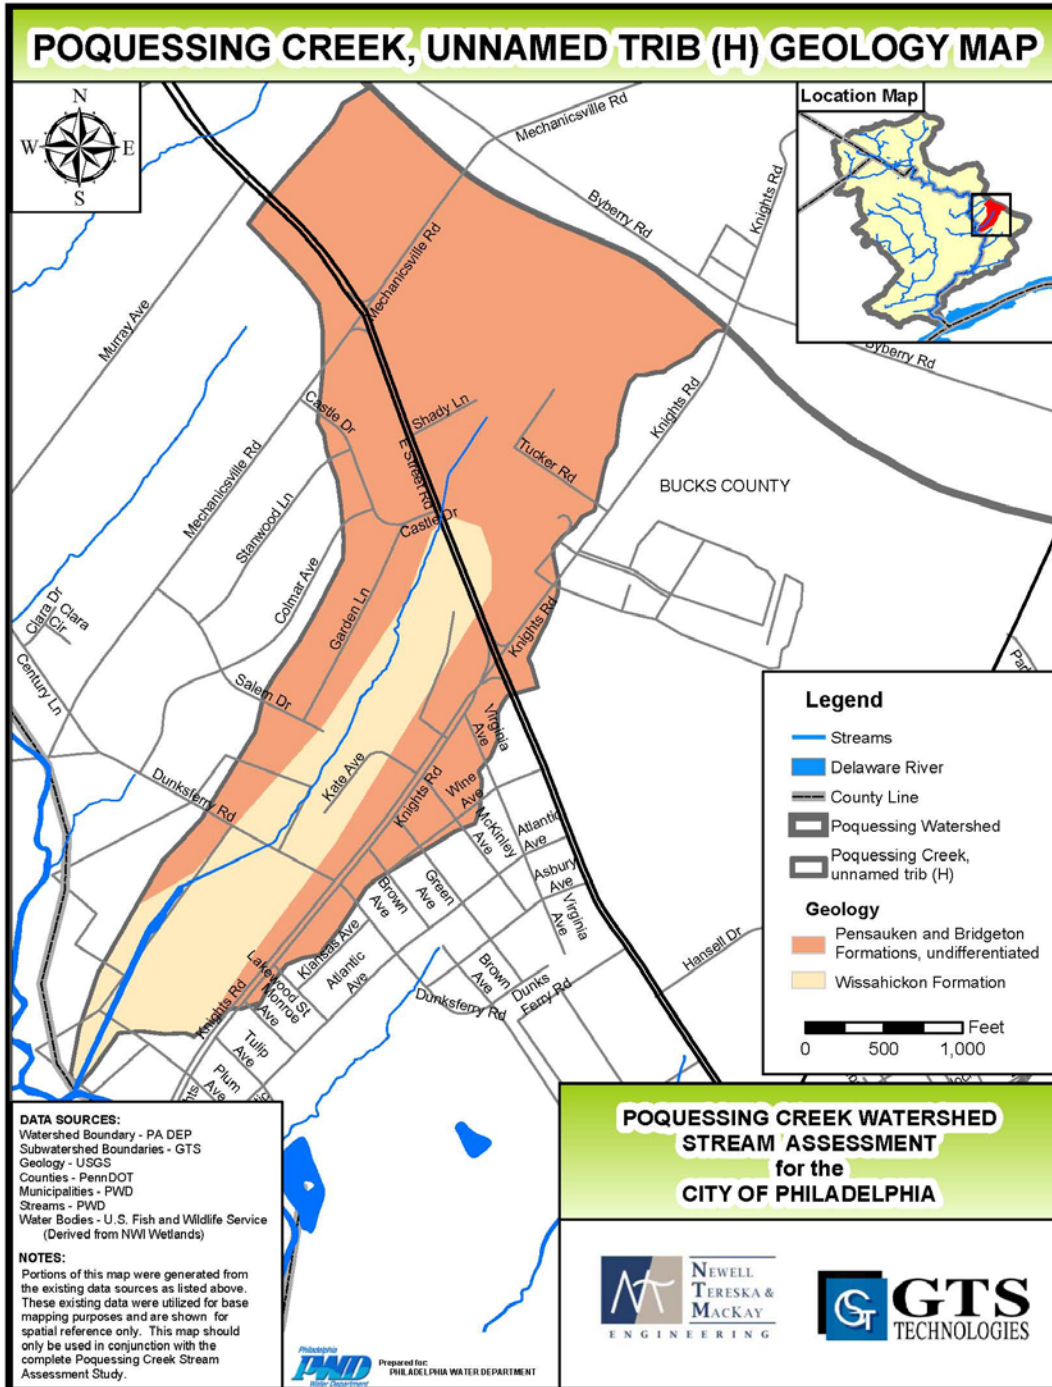 POQUESSING CREEK, UNNAMED TRIB (H) GEOLOGY MAP
N
W
E
S
Location Map
Mechanicsville Rd
Byberry Rd
Knights Rd
Murray Ave
Mechanicsville Rd
Byberry Rd
Knights Rd
Castle Dr
Shady Ln
E Street Rd
Tucker Rd
BUCKS COUNTY
Mechanicsville Rd
Stanwood Ln
Castle Dr
Colmar Ave
Garden Ln
Clara Dr
Clara
Cir
Knights Rd
Century Ln
Salem Dr
Virginia
Ave
Dunksferry Rd
Kate Ave
Knights Rd
Wine
Ave
McKinley
Ave
Atlantic
Ave
Asbury
Ave
Virginia
Ave
Green
Ave
Brown
Ave
Kansas Ave
Atlantic
Ave
Brown
Ave
Dunks
Ferry Rd
Hansell Dr
Dunksferry Rd
Lakewood St
Monroe
Ave
Knights Rd
Tulip
Ave
Plum
Ave
Legend
Streams
Delaware River
County Line
Poquessing Watershed
Poquessing Creek,
unnamed trib (H)
Geology
Pensauken and Bridgeton
Formations, undifferentiated
Wissahickon Formation
Feet
0 500 1,000
DATA SOURCES:
Watershed Boundary - PA DEP
Subwatershed Boundaries - GTS
Geology - USGS
Counties - PennDOT
Municipalities - PWD
Streams - PWD
Water Bodies - U.S. Fish and Wildlife Service
(Derived from NWI Wetlands)
NOTES:
Portions of this map were generated from
the existing data sources as listed above.
These existing data were utilized for base
mapping purposes and are shown for
spatial reference only. This map should
only be used in conjunction with the
complete Poquessing Creek Stream
Assessment Study.
Philadelphia
PWD
Water Department
Prepared for:
PHILADELPHIA WATER DEPARTMENT
POQUESSING CREEK WATERSHED
STREAM ASSESSMENT
for the
CITY OF PHILADELPHIA
NEWELL
TERESKA &
MACKAY
ENGINEERING
GTS
TECHNOLOGIES